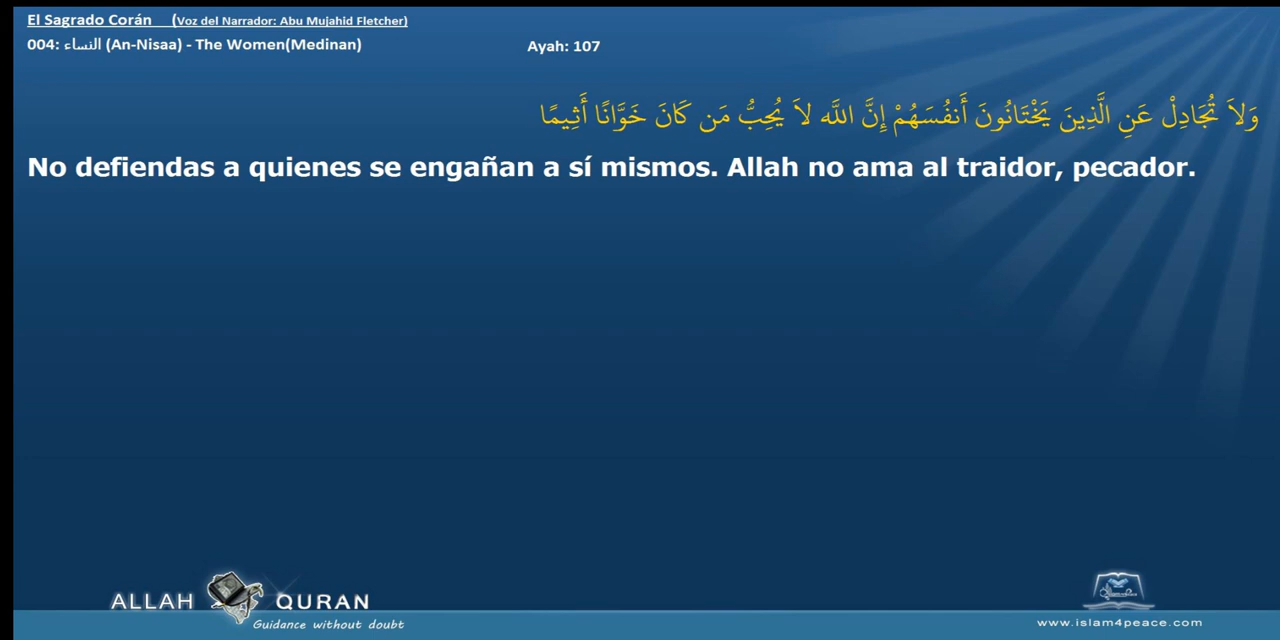 El Sagrado Corán (Voz del Narrador: Abu Mujahid Fletcher)
004: النساء (An-Nisaa) - The Women(Medinan)
Ayah: 107
وَلاَ تُجَادِلْ عَنِ الَّذِينَ يَخْتَانُونَ أَنفُسَهُمْ إِنَّ اللَّه لاَ يُحِبُّ مَن كَانَ خَوَّانًا أَثِيمًا
No defiendas a quienes se engañan a sí mismos. Allah no ama al traidor, pecador.
ALLAH QURAN
Guidance without doubt
www.islam4peace.com